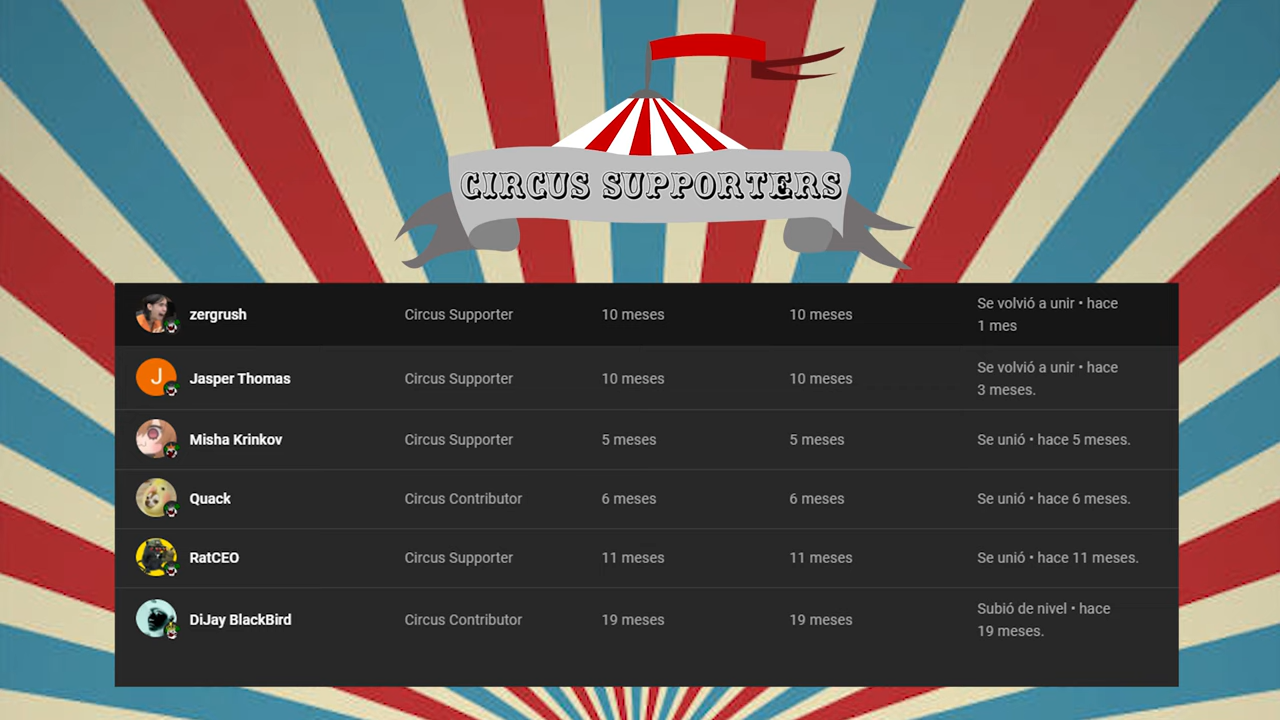 CIRCUS SUPPORTERS
zergrush Circus Supporter 10 meses 10 meses Se volvió a unir • hace
1 mes
J Jasper Thomas Circus Supporter 10 meses 10 meses Se volvió a unir • hace
3 meses.
Misha Krinkov Circus Supporter 5 meses 5 meses Se unió • hace 5 meses.
Quack Circus Contributor 6 meses 6 meses Se unió • hace 6 meses.
RatCEO Circus Supporter 11 meses 11 meses Se unió • hace 11 meses.
DiJay BlackBird Circus Contributor 19 meses 19 meses Subió de nivel • hace
19 meses.